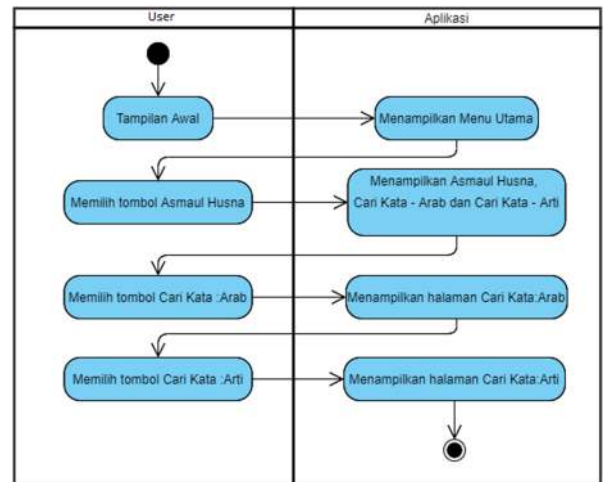 User
Aplikasi
Tampilan Awal
Menampilkan Menu Utama
Memilih tombol Asmaul Husna
Menampilkan Asmaul Husna,
Cari Kata - Arab dan Cari Kata - Arti
Memilih tombol Cari Kata :Arab
Menampilkan halaman Cari Kata:Arab
Memilih tombol Cari Kata :Arti
Menampilkan halaman Cari Kata:Arti